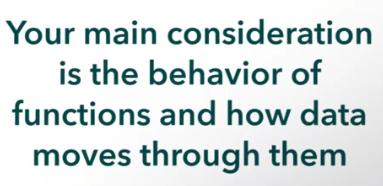 Your main consideration
is the behavior of
functions and how data
moves through them